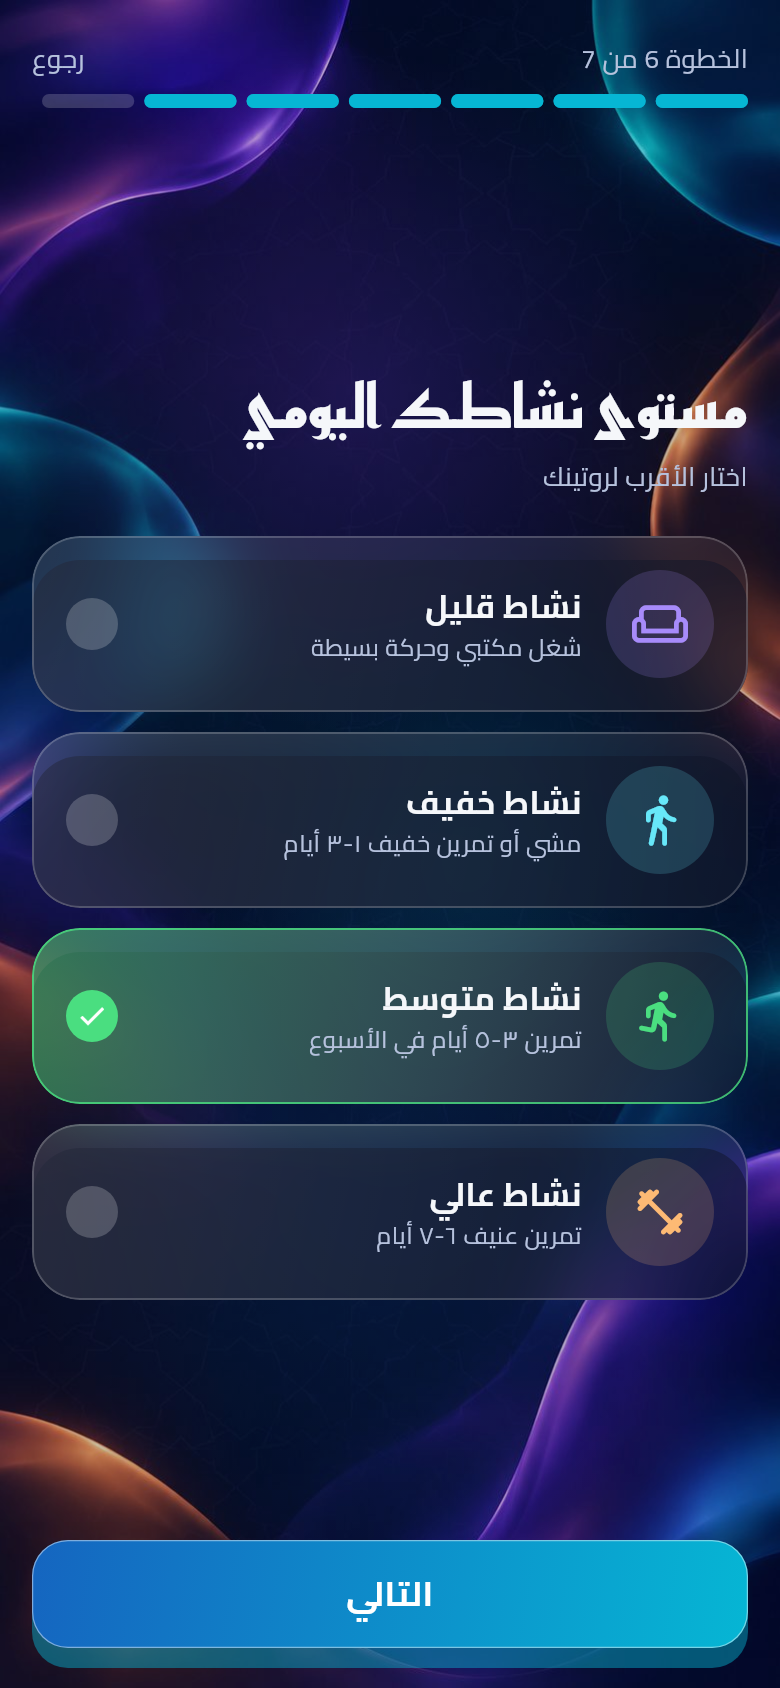 الخطوة 6 من 7
رجوع
مستوى نشاطك اليومي
اختار الأقرب لروتينك
نشاط قليل
شغل مكتبي وحركة بسيطة
نشاط خفيف
مشي أو تمرين خفيف ١-٣ أيام
نشاط متوسط
تمرين ٣-٥ أيام في الأسبوع
نشاط عالي
تمرين عنيف ٦-٧ أيام
التالي